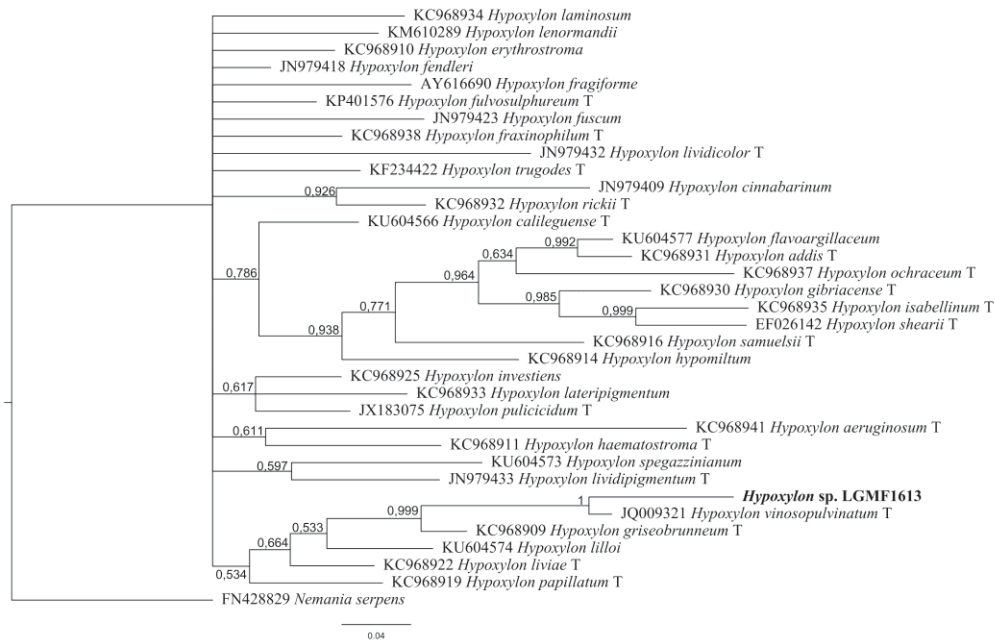 KC968934 Hypoxylon laminosum
KM610289 Hypoxylon lenormandii
KC968910 Hypoxylon erythrostroma
JN979418 Hypoxylon fendleri
AY616690 Hypoxylon fragiforme
KP401576 Hypoxylon fulvosulphureum T
JN979423 Hypoxylon fuscum
KC968938 Hypoxylon fraxinophilum T
JN979432 Hypoxylon lividicolor T
KF234422 Hypoxylon trugodes T
0,926
JN979409 Hypoxylon cinnabarinum
KC968932 Hypoxylon rickii T
KU604566 Hypoxylon calileguense T
0,992
KU604577 Hypoxylon flavoargillaceum
0,634
KC968931 Hypoxylon addis T
0,786
0,964
KC968937 Hypoxylon ochraceum T
KC968930 Hypoxylon gibriacense T
0,985
0,771
0,999
KC968935 Hypoxylon isabellinum T
EF026142 Hypoxylon shearii T
0,938
KC968916 Hypoxylon samuelsii T
KC968914 Hypoxylon hypomiltum
KC968925 Hypoxylon investiens
0,617
KC968933 Hypoxylon lateripigmentum
JX183075 Hypoxylon pulicicidum T
0,611
KC968941 Hypoxylon aeruginosum T
KC968911 Hypoxylon haematostroma T
0,597
KU604573 Hypoxylon spegazzinianum
JN979433 Hypoxylon lividipigmentum T
1
Hypoxylon sp. LGMF1613
0,999
JQ009321 Hypoxylon vinosopulvinatum T
0,533
KC968909 Hypoxylon griseobrunneum T
0,664
KU604574 Hypoxylon lilloi
KC968922 Hypoxylon liviae T
0,534
KC968919 Hypoxylon papillatum T
FN428829 Nemania serpens
0.04